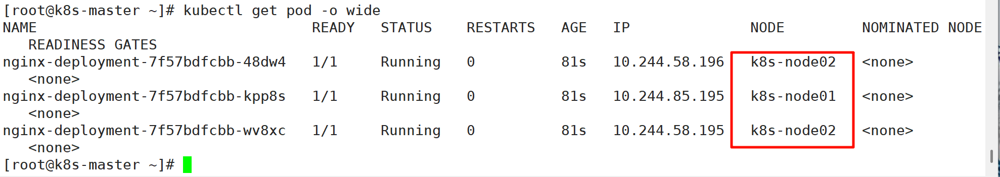 [root@k8s-master ~]# kubectl get pod -o wide
NAME                                READY   STATUS    RESTARTS   AGE   IP              NODE         NOMINATED NODE
   READINESS GATES
nginx-deployment-7f57bdfcbb-48dw4   1/1     Running   0          81s   10.244.58.196   k8s-node02   <none>
   <none>
nginx-deployment-7f57bdfcbb-kpp8s   1/1     Running   0          81s   10.244.85.195   k8s-node01   <none>
   <none>
nginx-deployment-7f57bdfcbb-wv8xc   1/1     Running   0          81s   10.244.58.195   k8s-node02   <none>
   <none>
[root@k8s-master ~]#